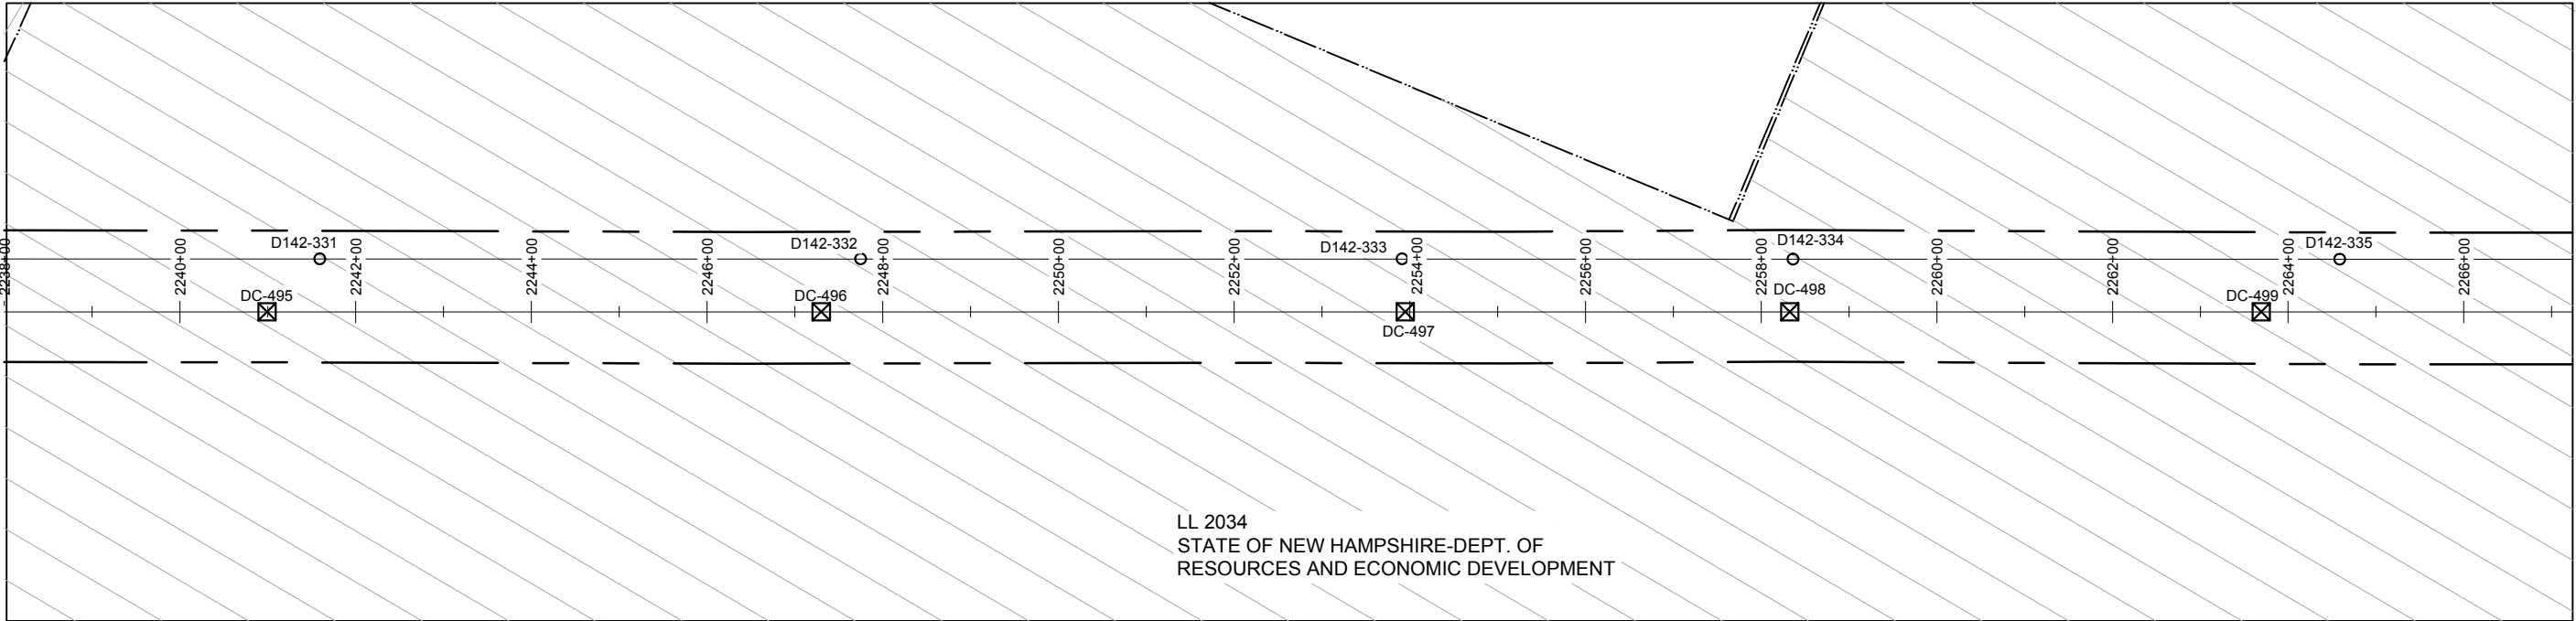 D142-331
D142-332
D142-333
D142-334
D142-335
2238+00
2240+00
2242+00
2244+00
2246+00
2248+00
2250+00
2252+00
2254+00
2256+00
2258+00
2260+00
2262+00
2264+00
2266+00
DC-495
DC-496
DC-497
DC-498
DC-499
LL 2034
STATE OF NEW HAMPSHIRE-DEPT. OF
RESOURCES AND ECONOMIC DEVELOPMENT